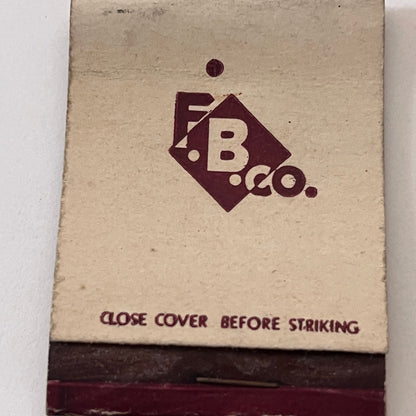 F.B.CO.
CLOSE COVER BEFORE STRIKING